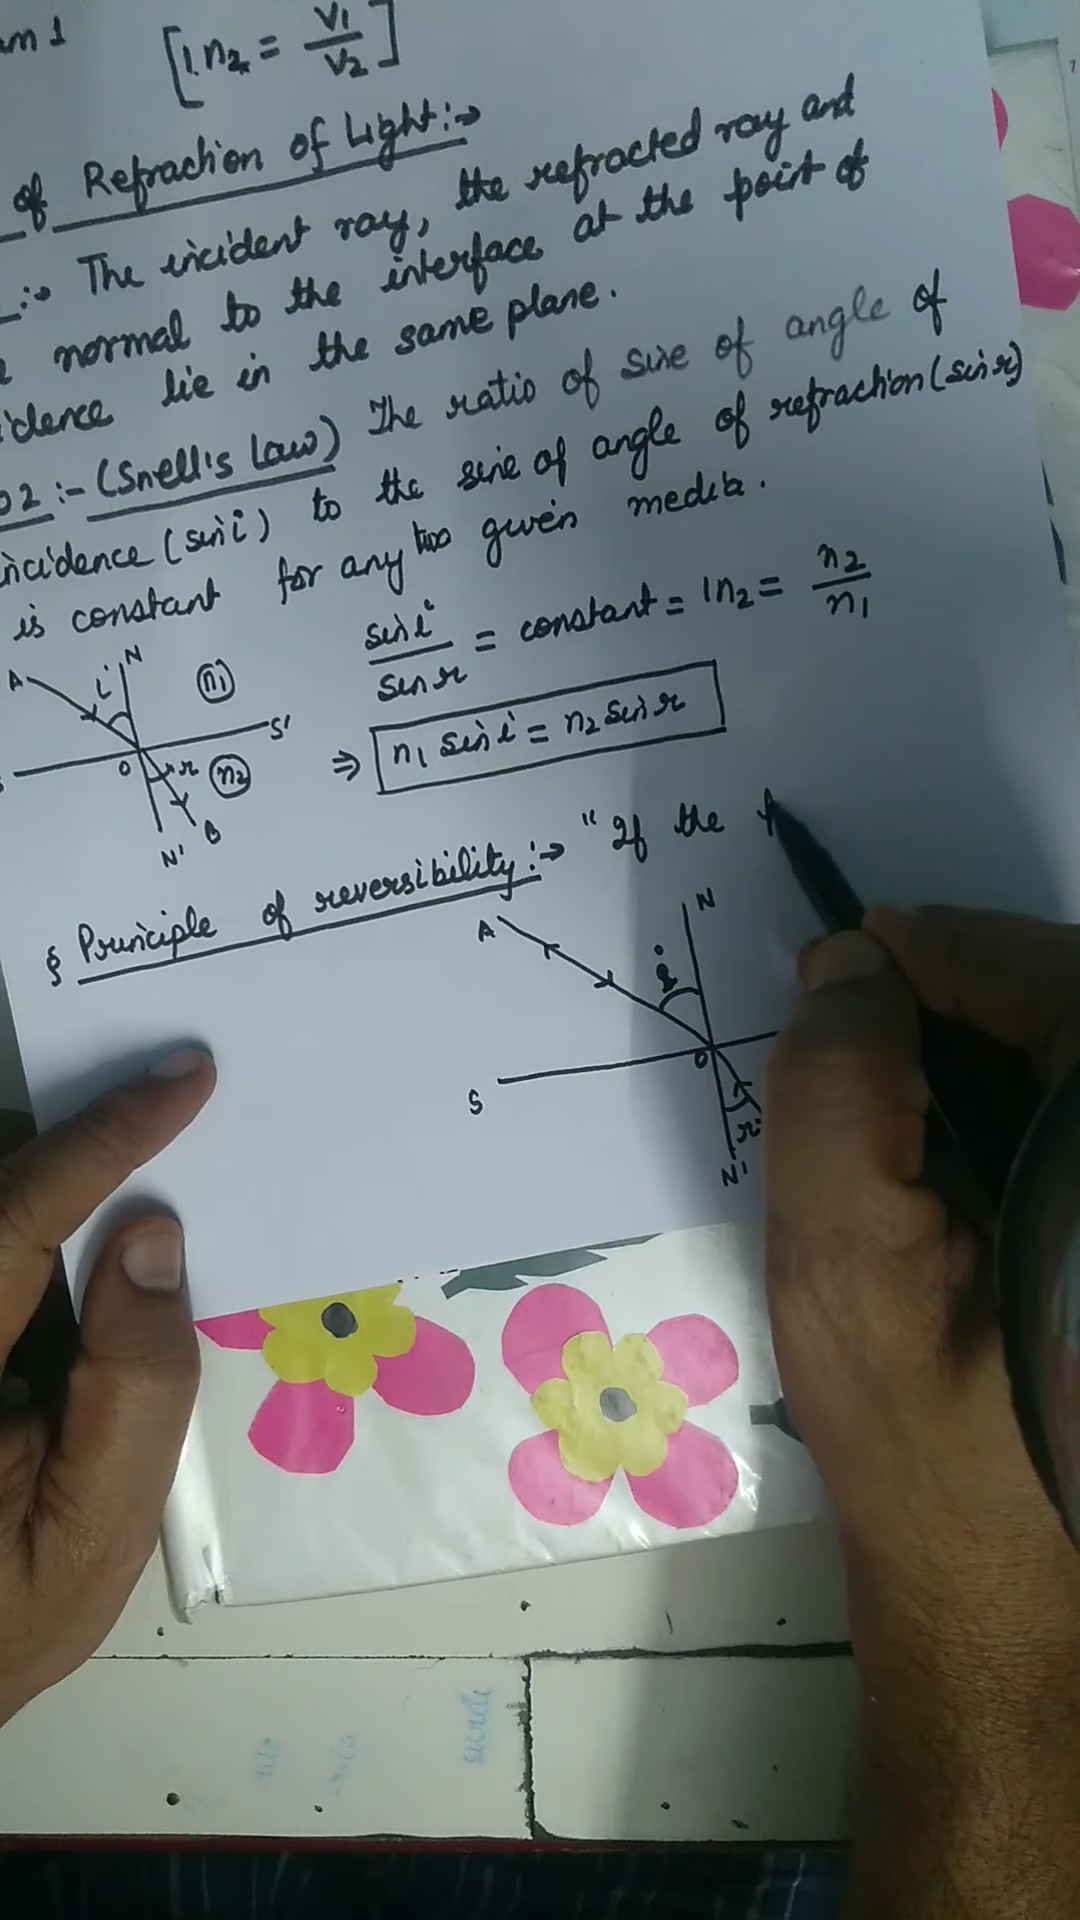 [1n2 = V1/V2]
of Refraction of Light :→
:→ The incident ray, the refracted ray and
normal to the interface at the point of
idence lie in the same plane.
02 :- (Snell's Law) The ratio of sine of angle of
incidence (sin i) to the sine of angle of refraction (sin r)
is constant for any two given media.
sin i / sin r = constant = 1n2 = n2/n1
⇒ n1 sin i = n2 sin r
A i N n1
S'
O r n2
N' B
§ Principle of reversibility :→ "If the
A N
i
S O
r
N'